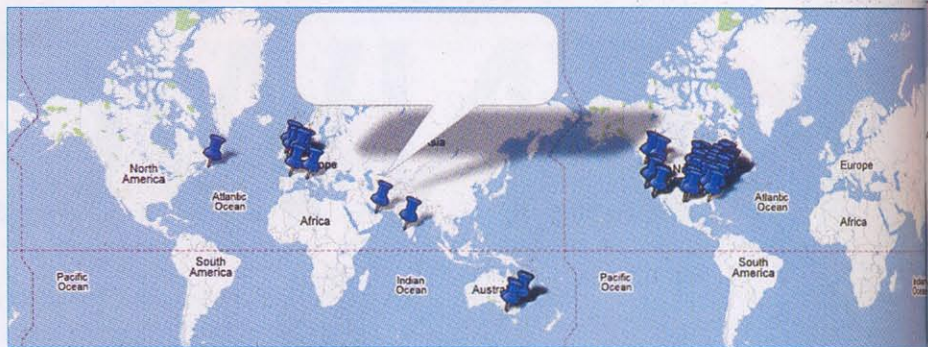 Asia
North
America
Europe
Atlantic
Ocean
Atlantic
Ocean
Africa
Africa
South
America
South
America
Pacific
Ocean
Indian
Ocean
Pacific
Ocean